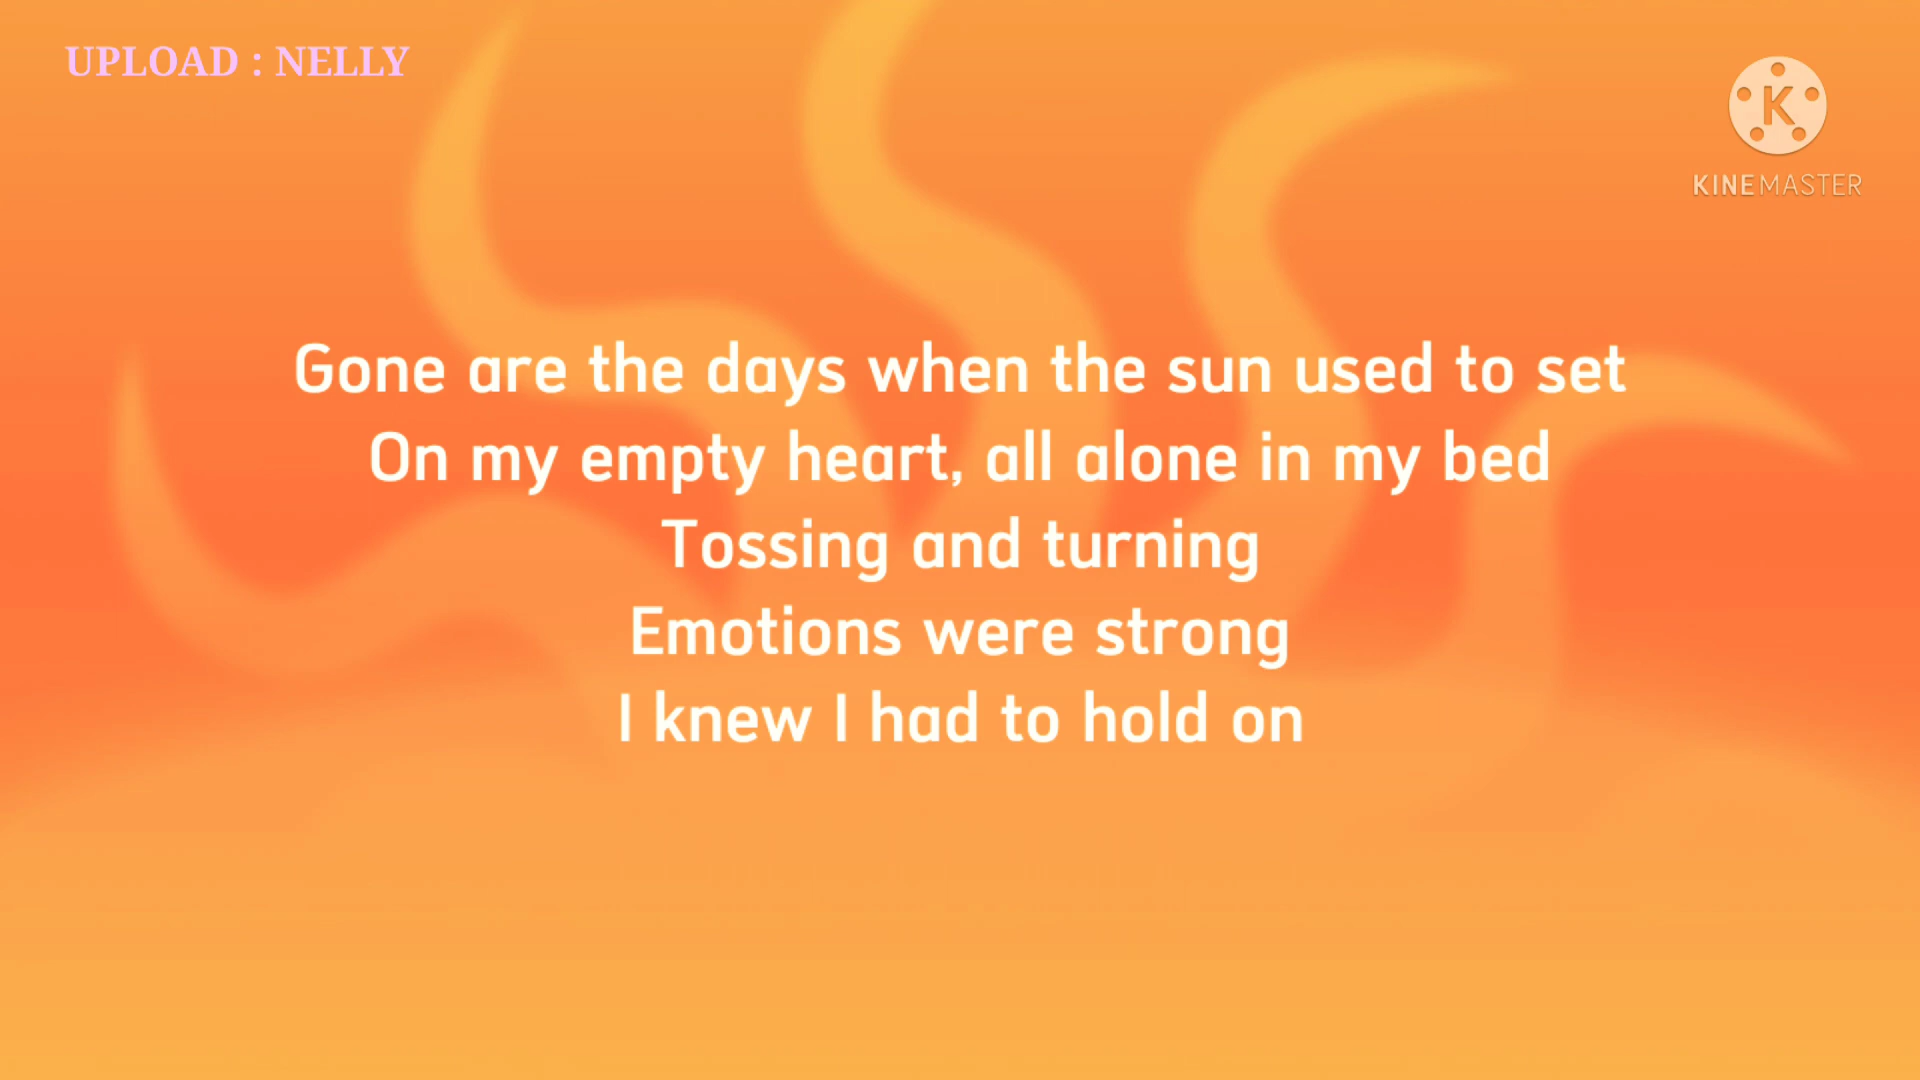 UPLOAD : NELLY
K
KINEMASTER
Gone are the days when the sun used to set
On my empty heart, all alone in my bed
Tossing and turning
Emotions were strong
I knew I had to hold on